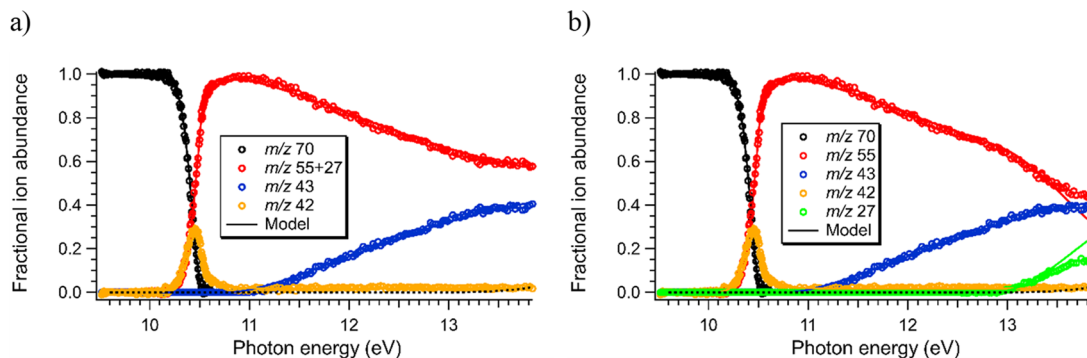 a)
Fractional ion abundance
1.0
0.8
0.6
0.4
0.2
0.0
m/z 70
m/z 55+27
m/z 43
m/z 42
Model
10 11 12 13
Photon energy (eV)
b)
Fractional ion abundance
1.0
0.8
0.6
0.4
0.2
0.0
m/z 70
m/z 55
m/z 43
m/z 42
m/z 27
Model
10 11 12 13
Photon energy (eV)